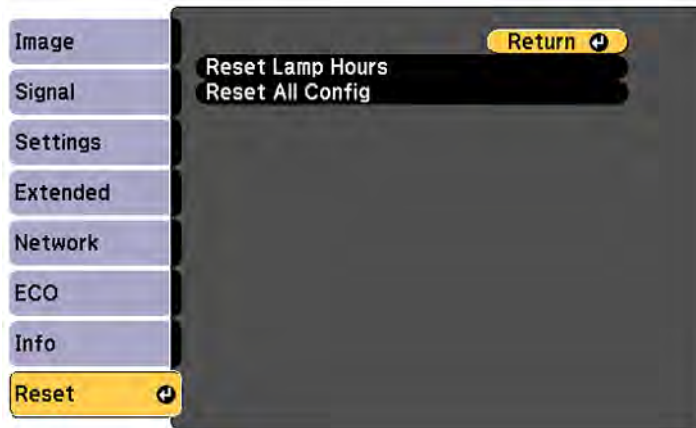 Image
Signal
Settings
Extended
Network
ECO
Info
Reset
Return
Reset Lamp Hours
Reset All Config